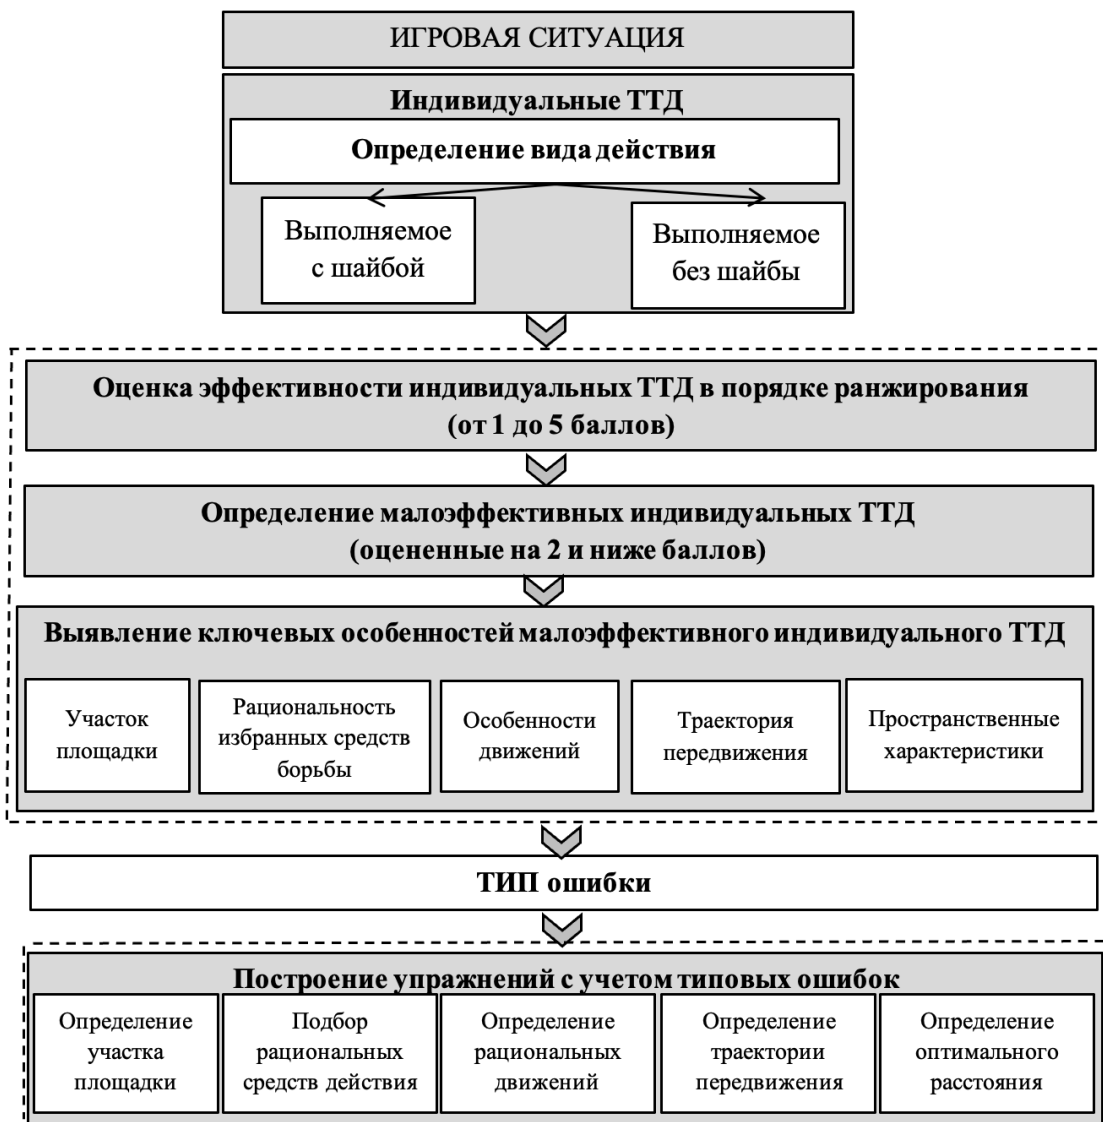 ИГРОВАЯ СИТУАЦИЯ
Индивидуальные ТТД
Определение вида действия
Выполняемое
с шайбой
Выполняемое
без шайбы
Оценка эффективности индивидуальных ТТД в порядке ранжирования
(от 1 до 5 баллов)
Определение малоэффективных индивидуальных ТТД
(оцененные на 2 и ниже баллов)
Выявление ключевых особенностей малоэффективного индивидуального ТТД
Участок
площадки
Рациональность
избранных средств
борьбы
Особенности
движений
Траектория
передвижения
Пространственные
характеристики
ТИП ошибки
Построение упражнений с учетом типовых ошибок
Определение
участка
площадки
Подбор
рациональных
средств действия
Определение
рациональных
движений
Определение
траектории
передвижения
Определение
оптимального
расстояния